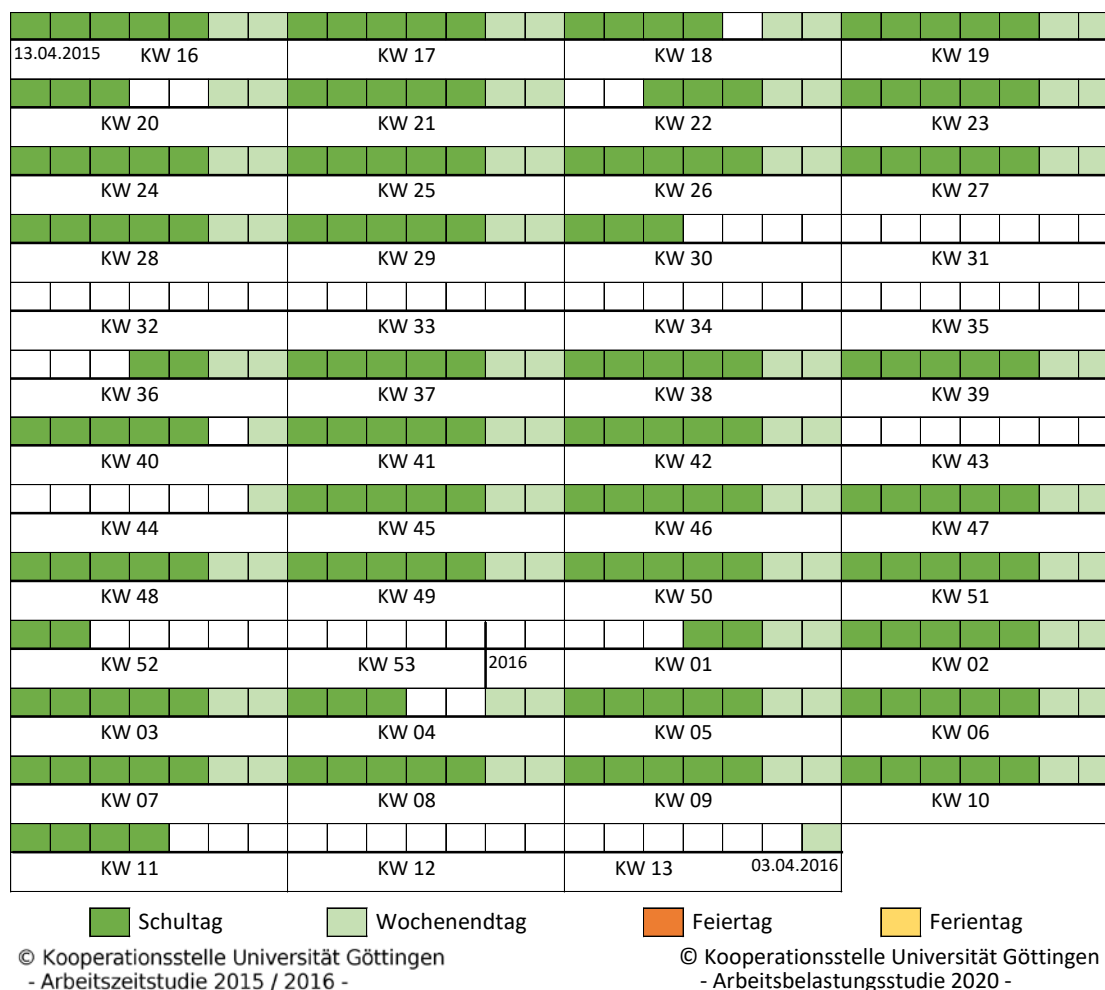 13.04.2015 KW 16 KW 17 KW 18 KW 19
KW 20 KW 21 KW 22 KW 23
KW 24 KW 25 KW 26 KW 27
KW 28 KW 29 KW 30 KW 31
KW 32 KW 33 KW 34 KW 35
KW 36 KW 37 KW 38 KW 39
KW 40 KW 41 KW 42 KW 43
KW 44 KW 45 KW 46 KW 47
KW 48 KW 49 KW 50 KW 51
KW 52 KW 53 2016 KW 01 KW 02
KW 03 KW 04 KW 05 KW 06
KW 07 KW 08 KW 09 KW 10
KW 11 KW 12 KW 13 03.04.2016
Schultag Wochenendtag Feiertag Ferientag
© Kooperationsstelle Universität Göttingen
- Arbeitszeitstudie 2015 / 2016 -
© Kooperationsstelle Universität Göttingen
- Arbeitsbelastungsstudie 2020 -